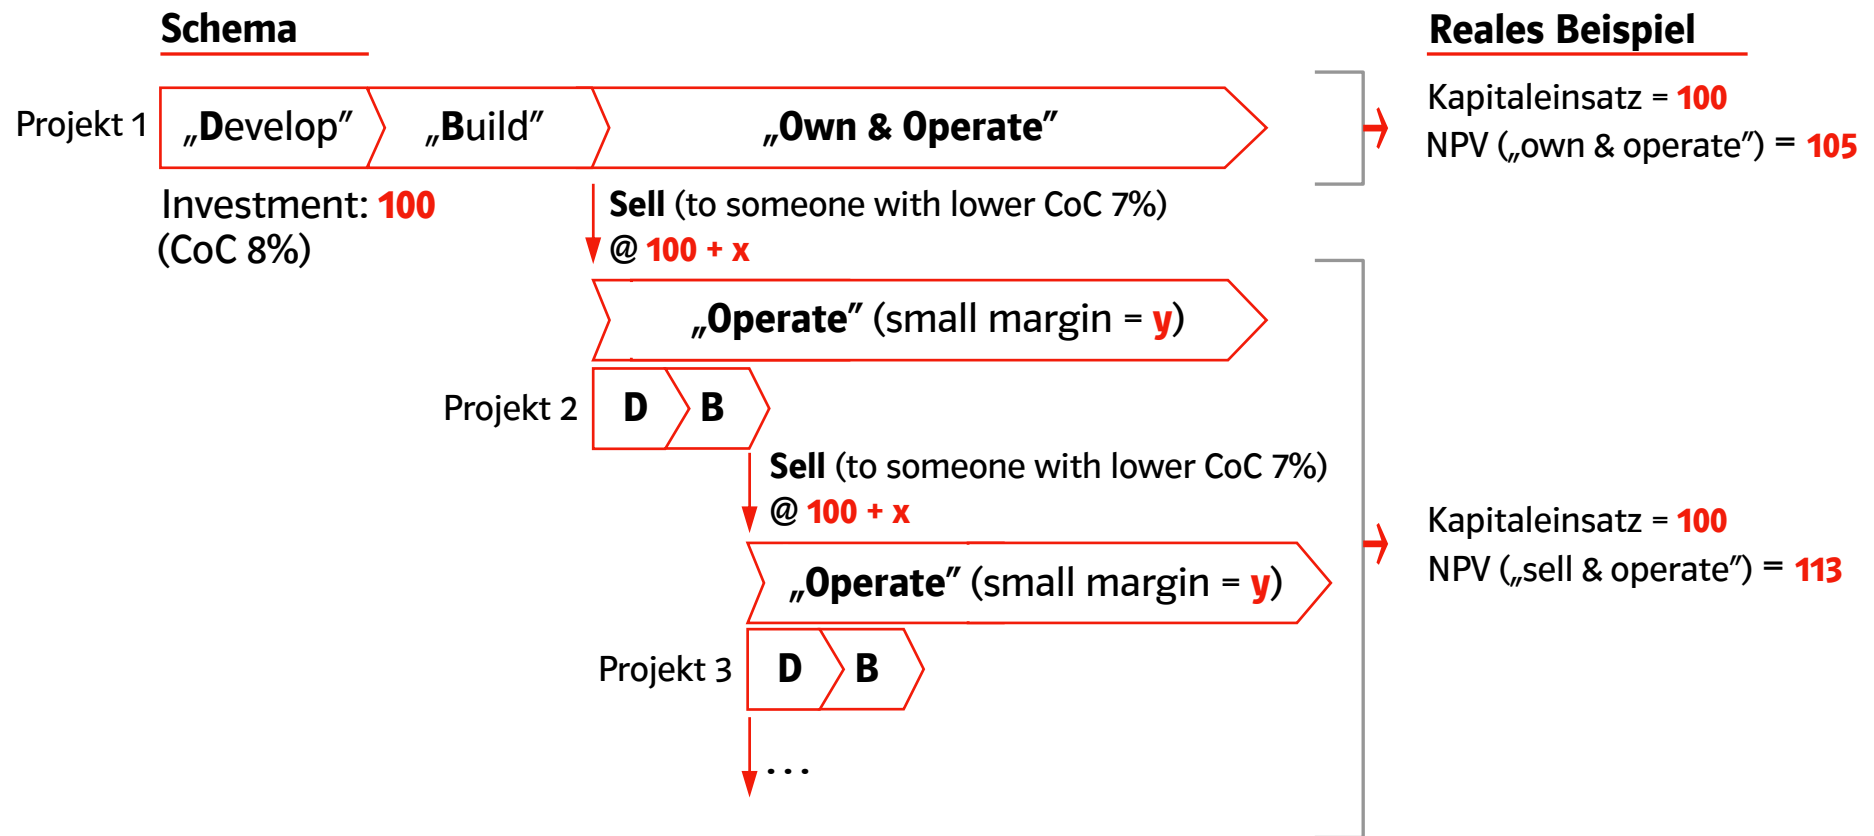 Schema
Reales Beispiel
Projekt 1
„Develop”
„Build”
„Own & Operate”
Kapitaleinsatz = 100
NPV („own & operate”) = 105
Investment: 100
(CoC 8%)
Sell (to someone with lower CoC 7%)
@ 100 + x
„Operate” (small margin = y)
Projekt 2
D
B
Sell (to someone with lower CoC 7%)
@ 100 + x
Kapitaleinsatz = 100
NPV („sell & operate”) = 113
„Operate” (small margin = y)
Projekt 3
D
B
...